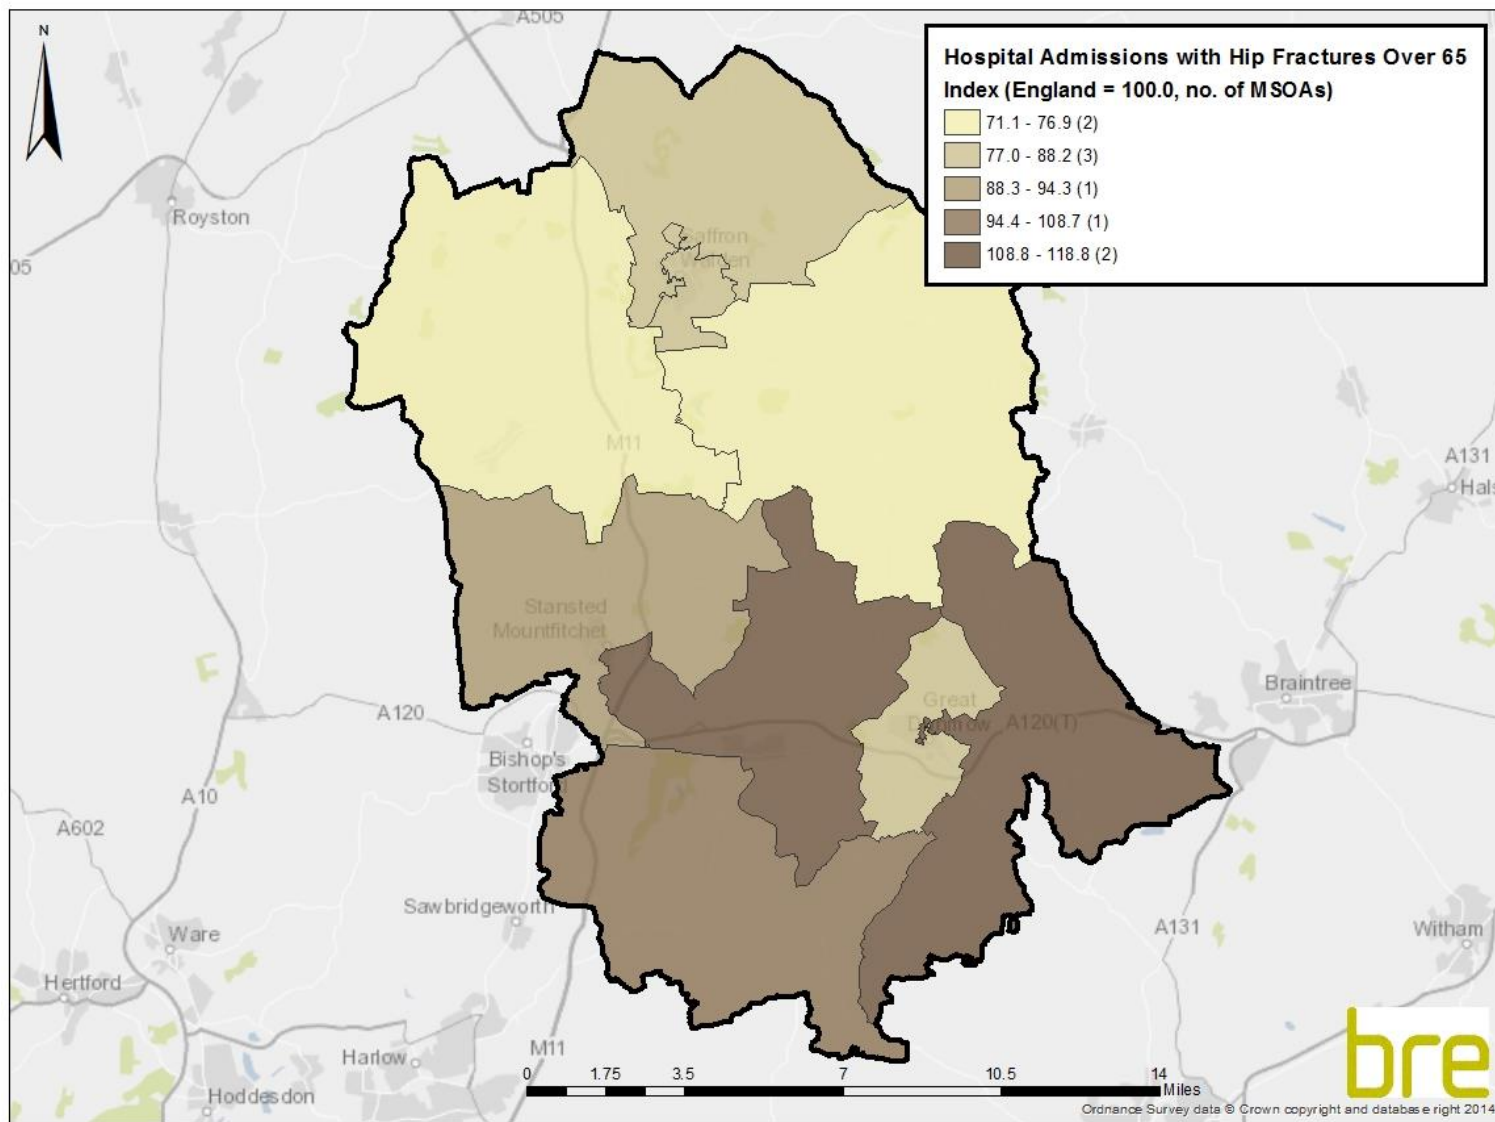 A505
N
Hospital Admissions with Hip Fractures Over 65
Index (England = 100.0, no. of MSOAs)
71.1 - 76.9 (2)
77.0 - 88.2 (3)
88.3 - 94.3 (1)
94.4 - 108.7 (1)
108.8 - 118.8 (2)
Royston
05
Saffron
Walden
M11
A131
Hals
Stansted
Mountfitchet
Great
Dunmow
A120(T)
Braintree
A120
Bishop's
Stortford
A10
A602
Sawbridgeworth
Ware
A131
Witham
Hertford
Harlow
M11
Hoddesdon
0 1.75 3.5 7 10.5 14
Miles
bre
Ordnance Survey data © Crown copyright and database right 2014